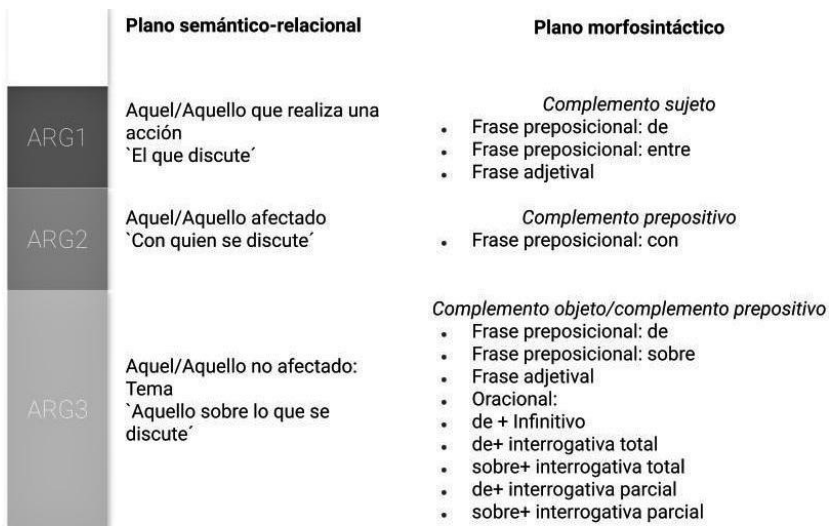 Plano semántico-relacional
Plano morfosintáctico
ARG1
Aquel/Aquello que realiza una
acción
`El que discute´
Complemento sujeto
• Frase preposicional: de
• Frase preposicional: entre
• Frase adjetival
ARG2
Aquel/Aquello afectado
`Con quien se discute´
Complemento prepositivo
• Frase preposicional: con
ARG3
Aquel/Aquello no afectado:
Tema
`Aquello sobre lo que se
discute´
Complemento objeto/complemento prepositivo
• Frase preposicional: de
• Frase preposicional: sobre
• Frase adjetival
• Oracional:
• de + Infinitivo
• de+ interrogativa total
• sobre+ interrogativa total
• de+ interrogativa parcial
• sobre+ interrogativa parcial